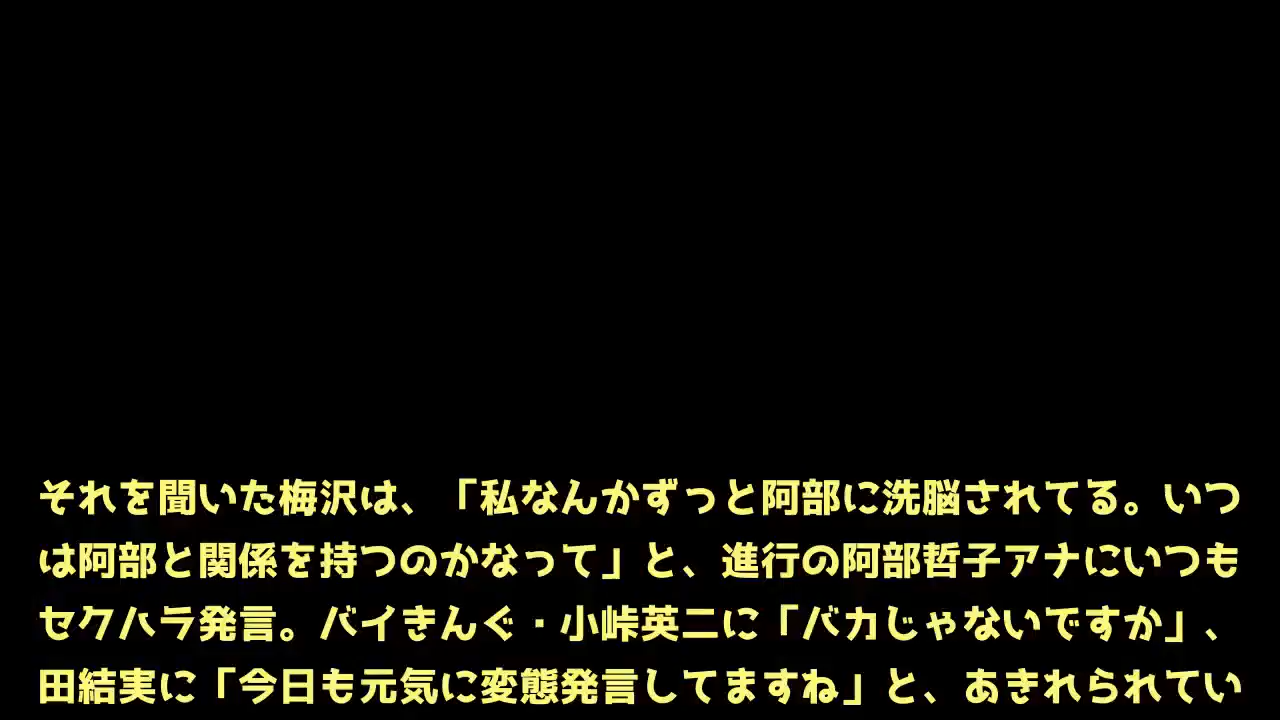 それを聞いた梅沢は、「私なんかずっと阿部に洗脳されてる。いつ
は阿部と関係を持つのかなって」と、進行の阿部哲子アナにいつも
セクハラ発言。バイきんぐ・小峠英二に「バカじゃないですか」、
田結実に「今日も元気に変態発言してますね」と、あきれられてい